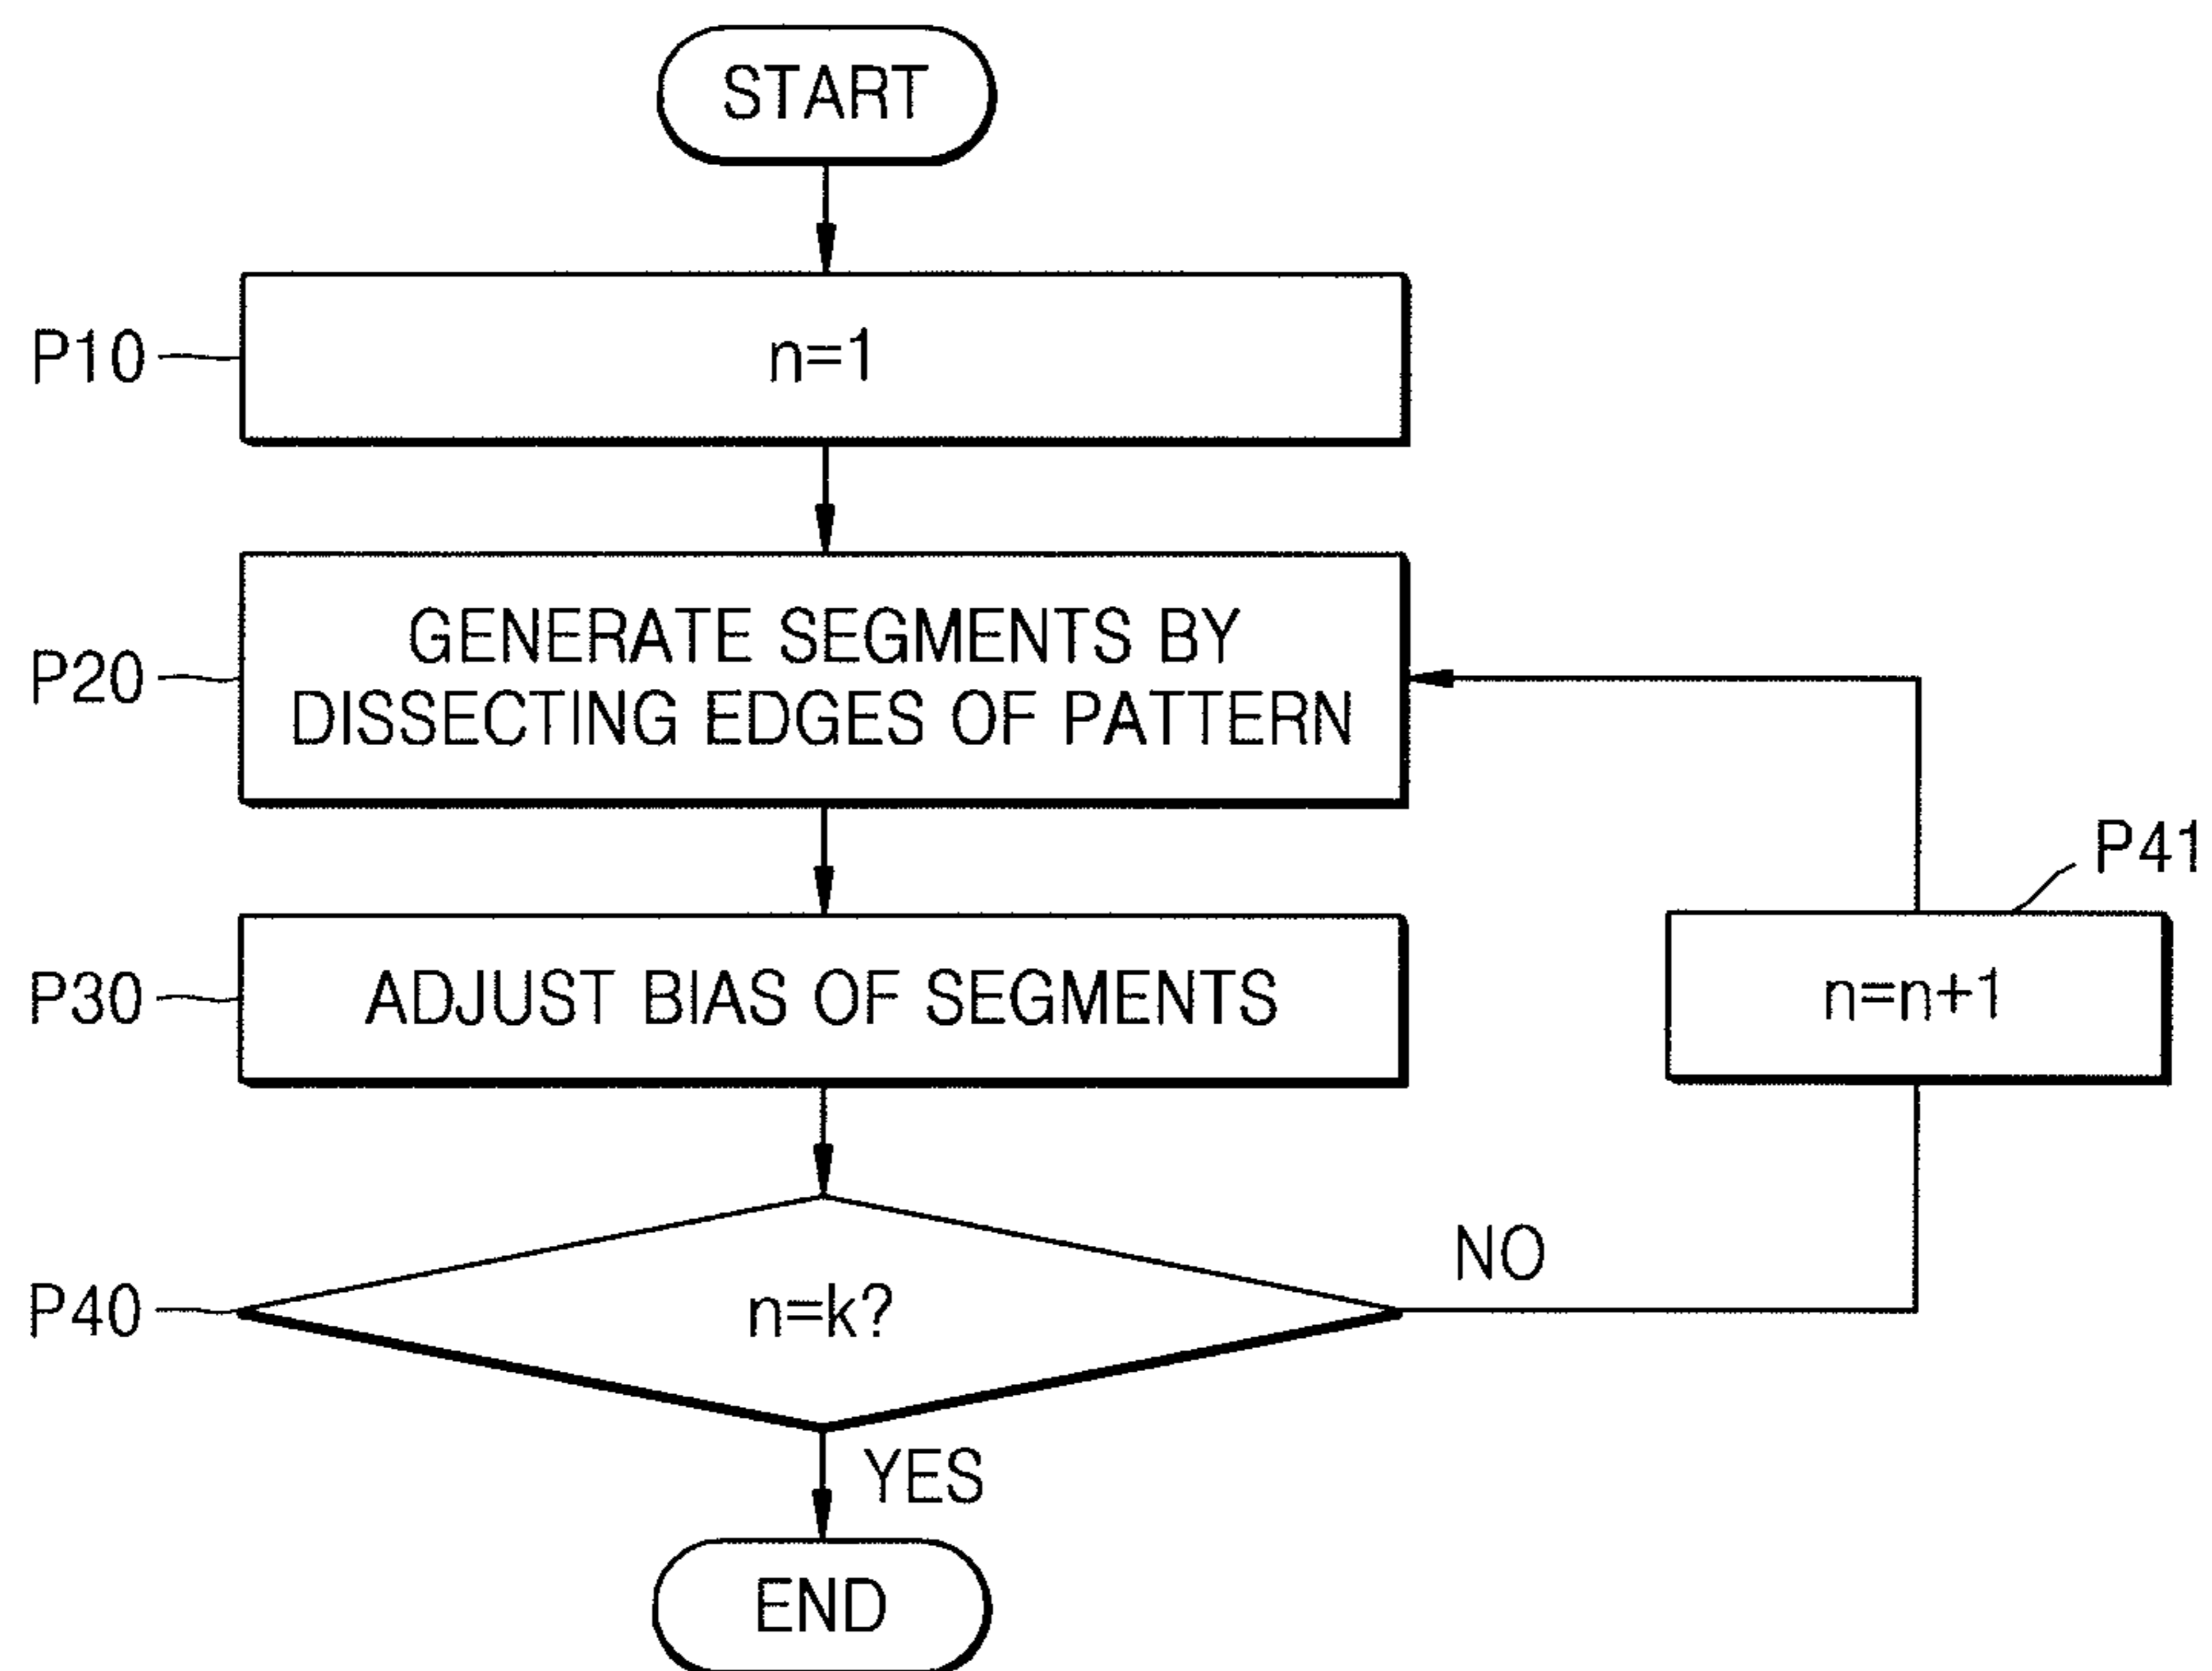 START
P10
n=1
P20
GENERATE SEGMENTS BY
DISSECTING EDGES OF PATTERN
P41
P30
ADJUST BIAS OF SEGMENTS
n=n+1
NO
P40
n=k?
YES
END